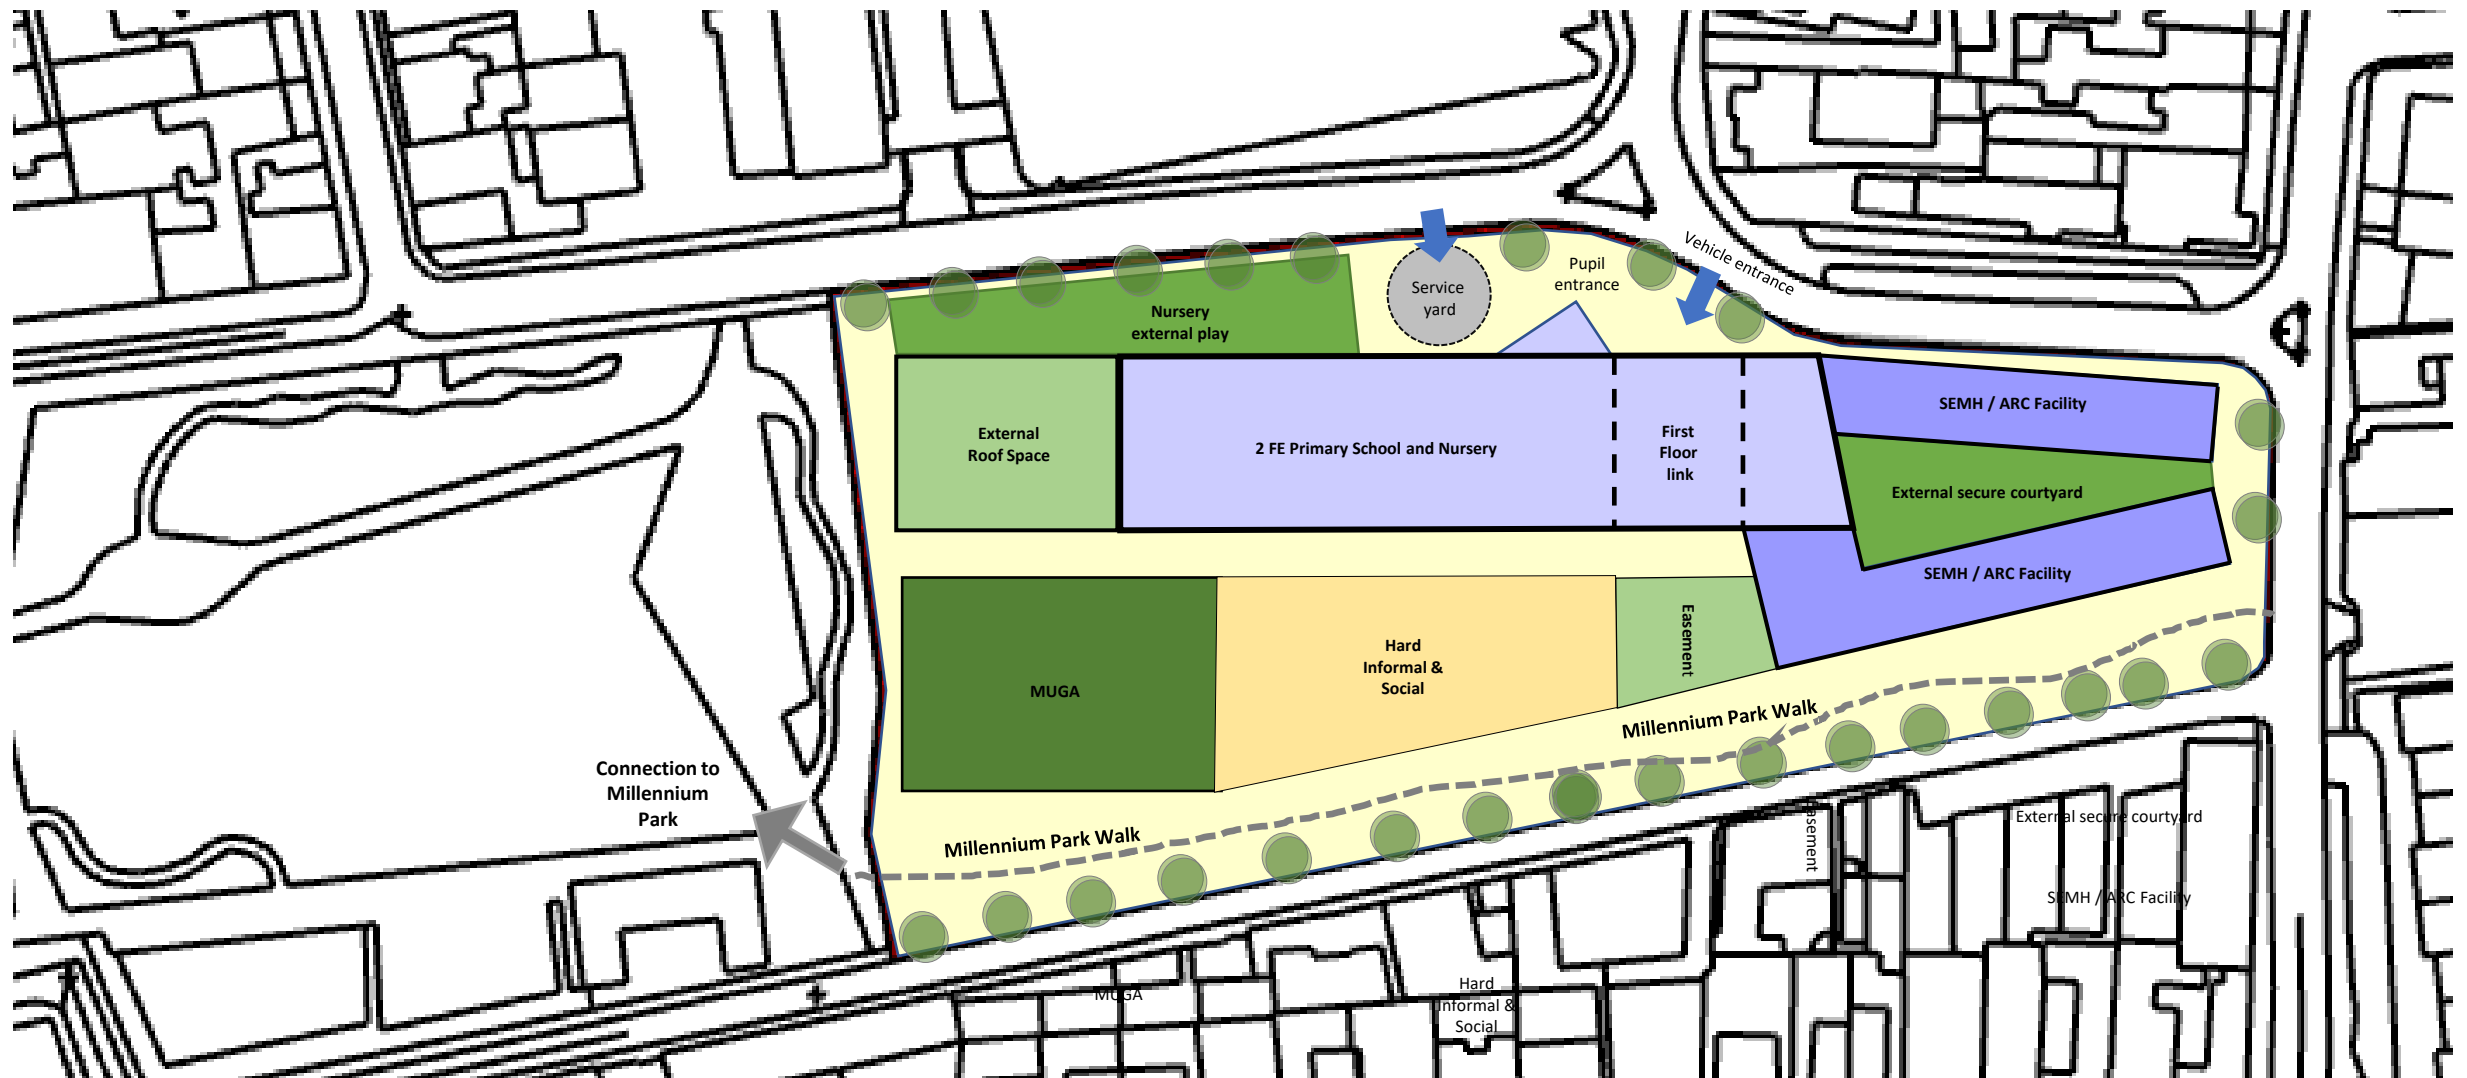 Vehicle entrance
Pupil
entrance
Service
yard
Nursery
external play
SEMH / ARC Facility
External
Roof Space
2 FE Primary School and Nursery
First
Floor
link
External secure courtyard
SEMH / ARC Facility
Easement
Hard
Informal &
Social
MUGA
Millennium Park Walk
Connection to
Millennium
Park
Millennium Park Walk
Easement
External secure courtyard
SEMH / ARC Facility
MUGA
Hard
Informal &
Social